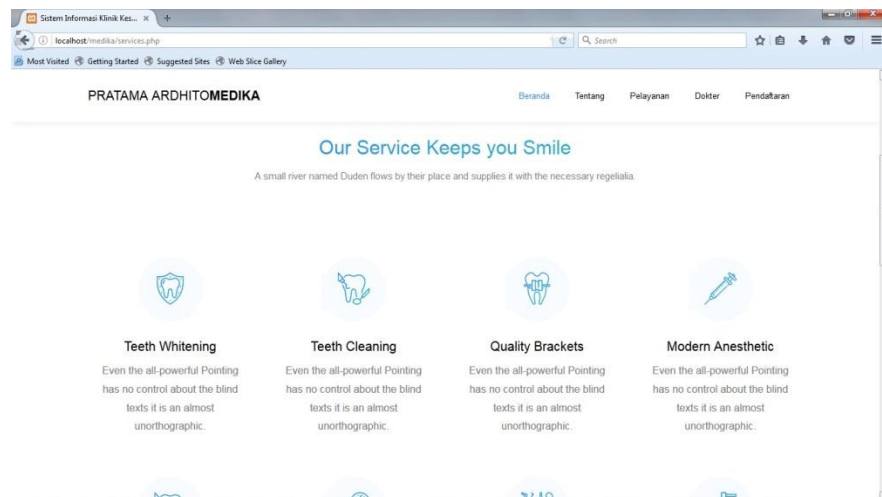 Sistem Informasi Klinik Kes...
localhost/medika/services.php
Search
Most Visited Getting Started Suggested Sites Web Slice Gallery
PRATAMA ARDHITOMEDIKA Beranda Tentang Pelayanan Dokter Pendaftaran
Our Service Keeps you Smile
A small river named Duden flows by their place and supplies it with the necessary regelialia.
Teeth Whitening
Even the all-powerful Pointing
has no control about the blind
texts it is an almost
unorthographic.
Teeth Cleaning
Even the all-powerful Pointing
has no control about the blind
texts it is an almost
unorthographic.
Quality Brackets
Even the all-powerful Pointing
has no control about the blind
texts it is an almost
unorthographic.
Modern Anesthetic
Even the all-powerful Pointing
has no control about the blind
texts it is an almost
unorthographic.